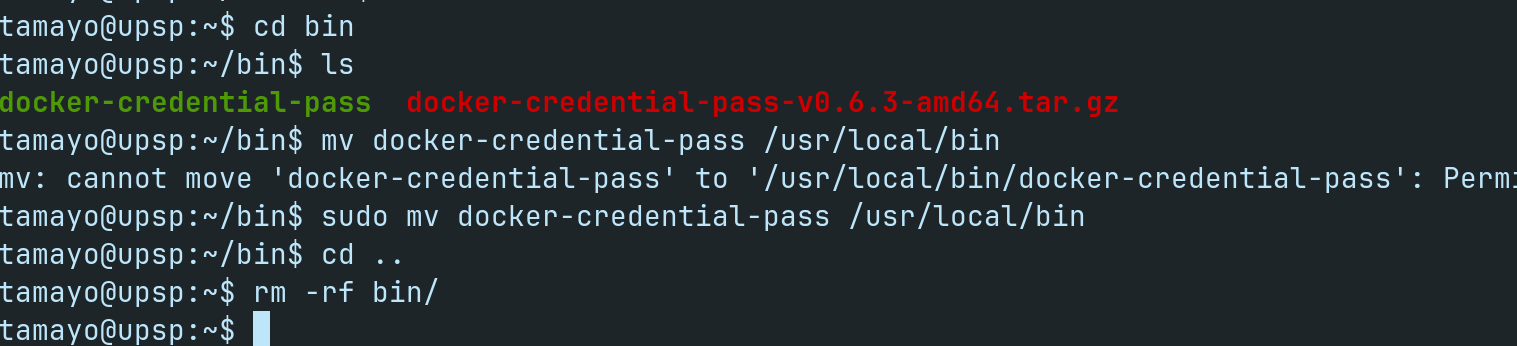 tamayo@upsp:~$ cd bin
tamayo@upsp:~/bin$ ls
docker-credential-pass  docker-credential-pass-v0.6.3-amd64.tar.gz
tamayo@upsp:~/bin$ mv docker-credential-pass /usr/local/bin
mv: cannot move 'docker-credential-pass' to '/usr/local/bin/docker-credential-pass': Permi
tamayo@upsp:~/bin$ sudo mv docker-credential-pass /usr/local/bin
tamayo@upsp:~/bin$ cd ..
tamayo@upsp:~$ rm -rf bin/
tamayo@upsp:~$